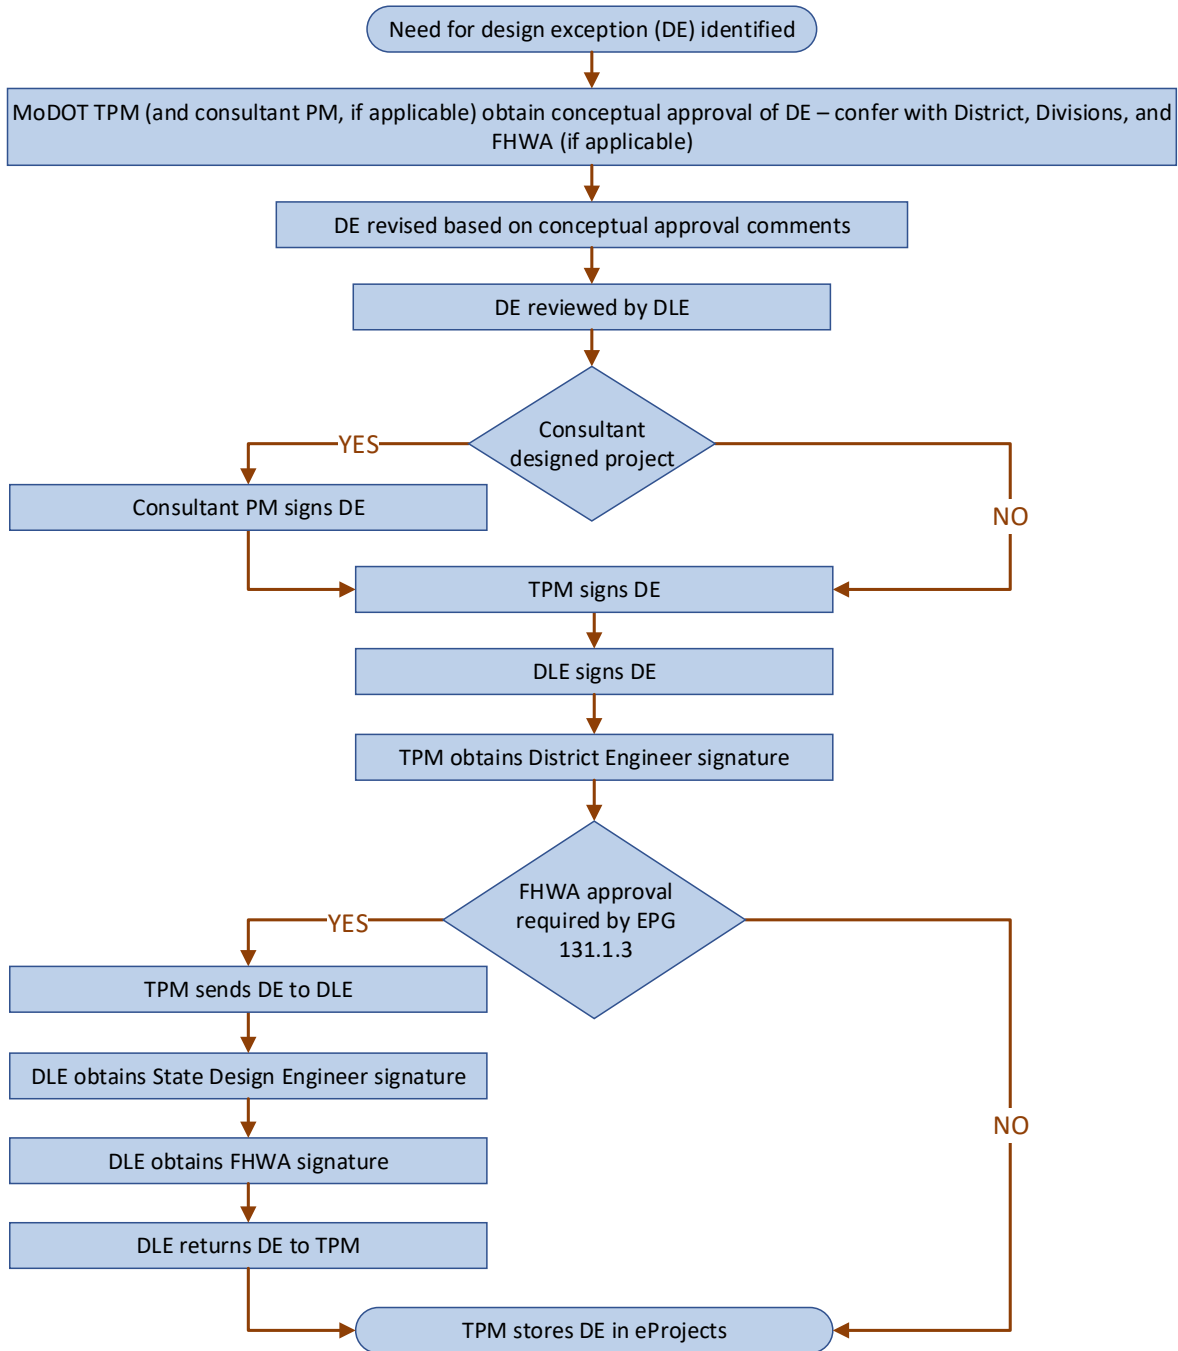 Need for design exception (DE) identified
MoDOT TPM (and consultant PM, if applicable) obtain conceptual approval of DE – confer with District, Divisions, and
FHWA (if applicable)
DE revised based on conceptual approval comments
DE reviewed by DLE
Consultant
designed project
YES
NO
Consultant PM signs DE
TPM signs DE
DLE signs DE
TPM obtains District Engineer signature
FHWA approval
required by EPG
131.1.3
YES
NO
TPM sends DE to DLE
DLE obtains State Design Engineer signature
DLE obtains FHWA signature
DLE returns DE to TPM
TPM stores DE in eProjects